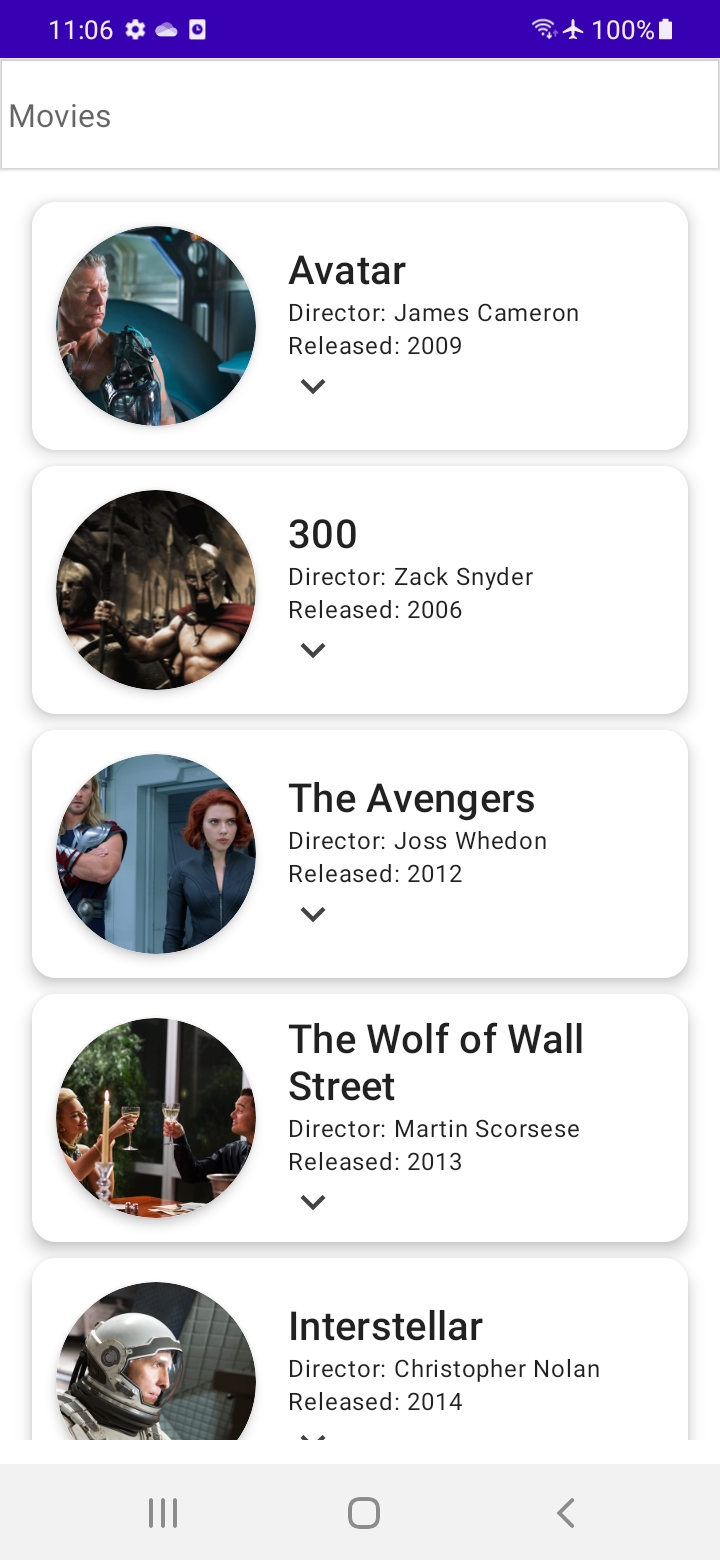 11:06 100%
Movies
Avatar
Director: James Cameron
Released: 2009
300
Director: Zack Snyder
Released: 2006
The Avengers
Director: Joss Whedon
Released: 2012
The Wolf of Wall
Street
Director: Martin Scorsese
Released: 2013
Interstellar
Director: Christopher Nolan
Released: 2014